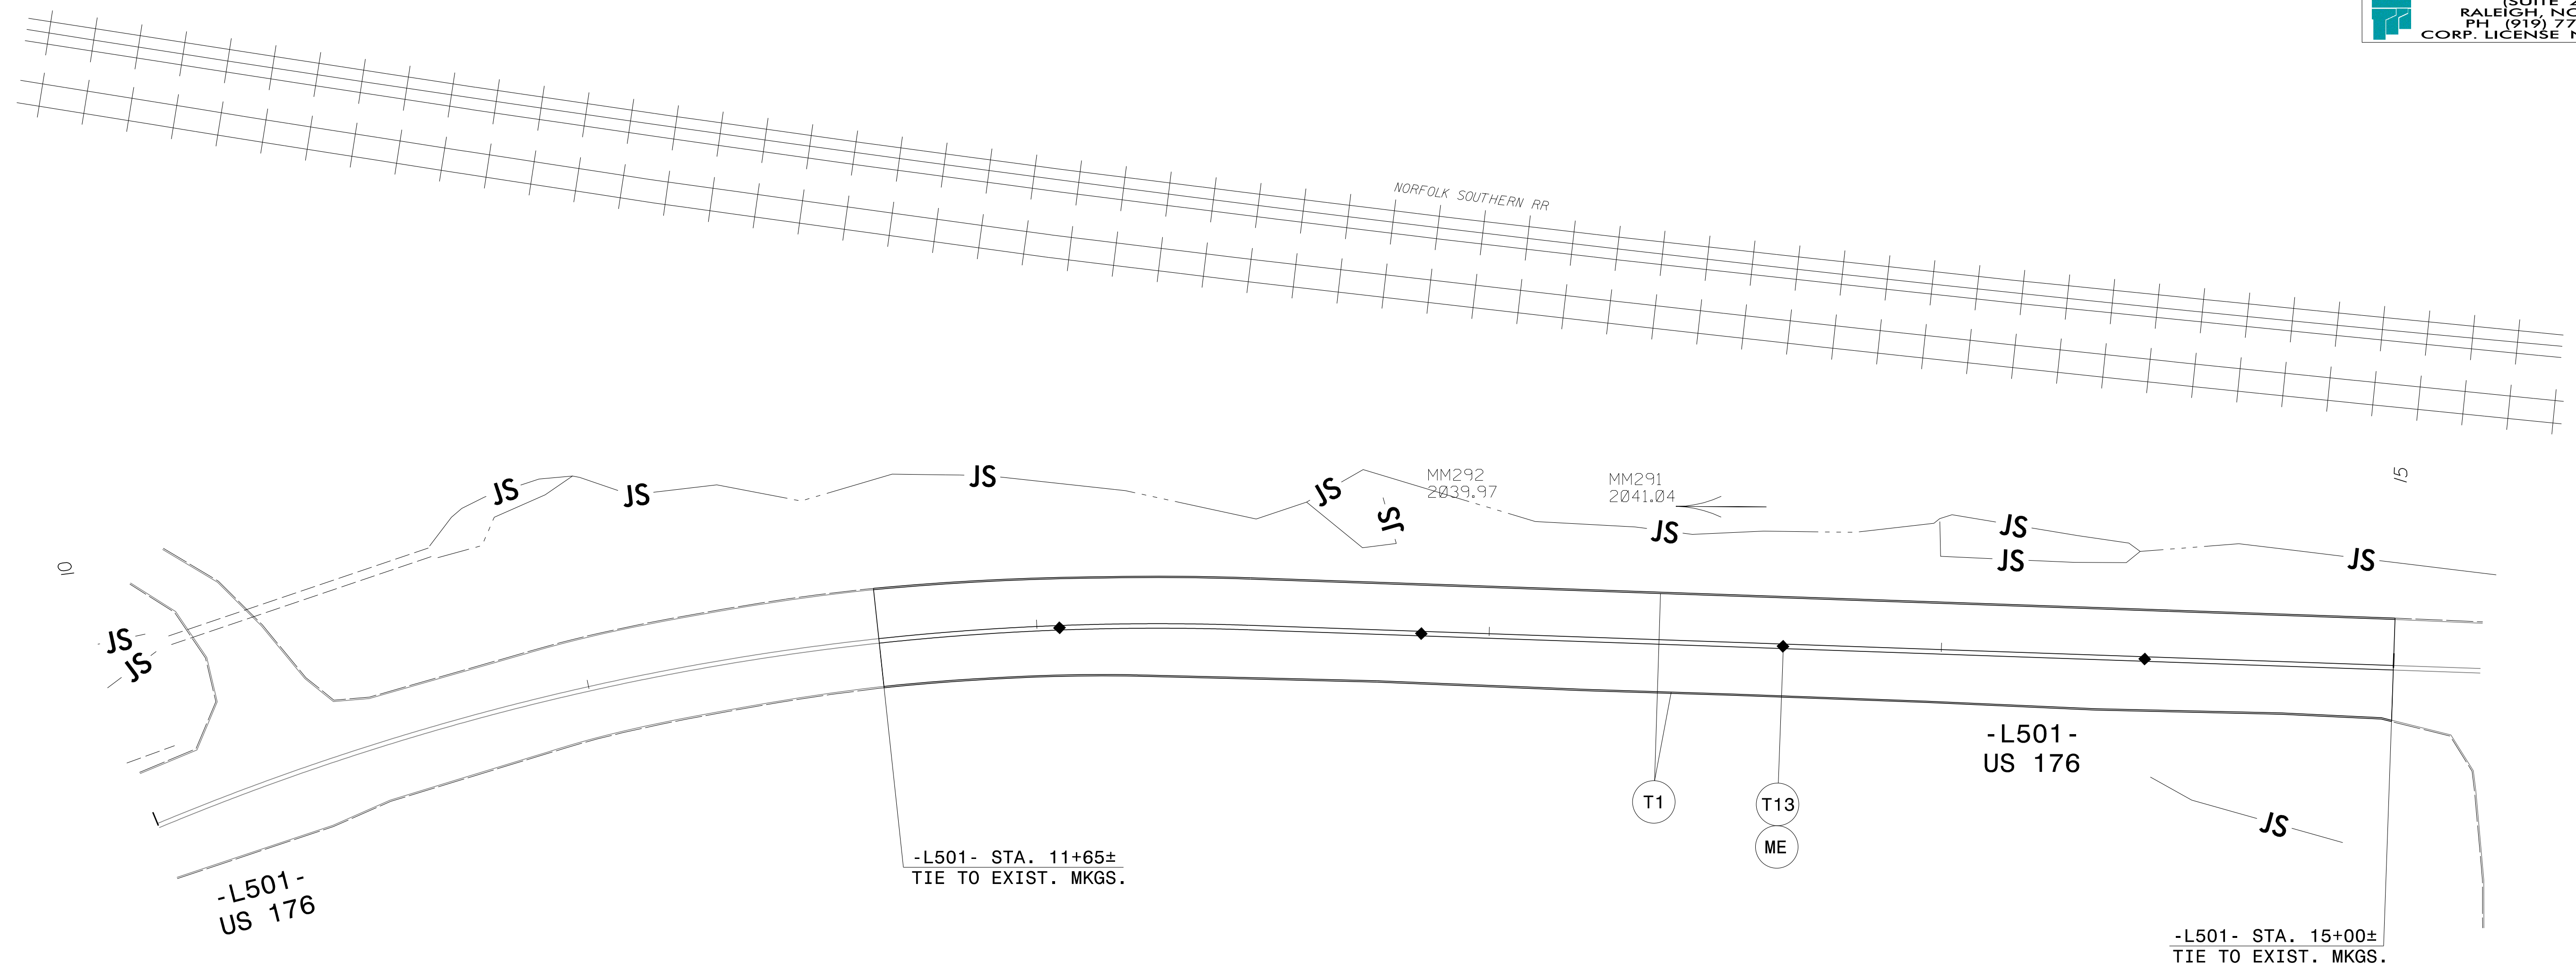 (SUITE 2
RALEIGH, NC
PH (919) 77
CORP. LICENSE N
NORFOLK SOUTHERN RR
15
MM292
2039.97
MM291
2041.04
JS
JS
JS
JS
JS
JS
JS
JS
JS
10
JS
JS
-L501-
US 176
T1
T13
ME
JS
-L501- STA. 11+65±
TIE TO EXIST. MKGS.
-L501-
US 176
-L501- STA. 15+00±
TIE TO EXIST. MKGS.